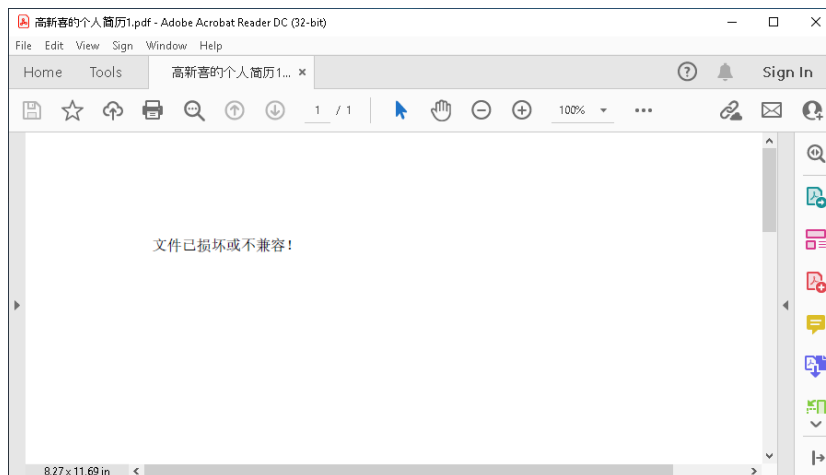 高新喜的个人简历1.pdf - Adobe Acrobat Reader DC (32-bit)
File Edit View Sign Window Help
Home Tools 高新喜的个人简历1... × Sign In
1 / 1 100%
文件已损坏或不兼容!
8.27 x 11.69 in